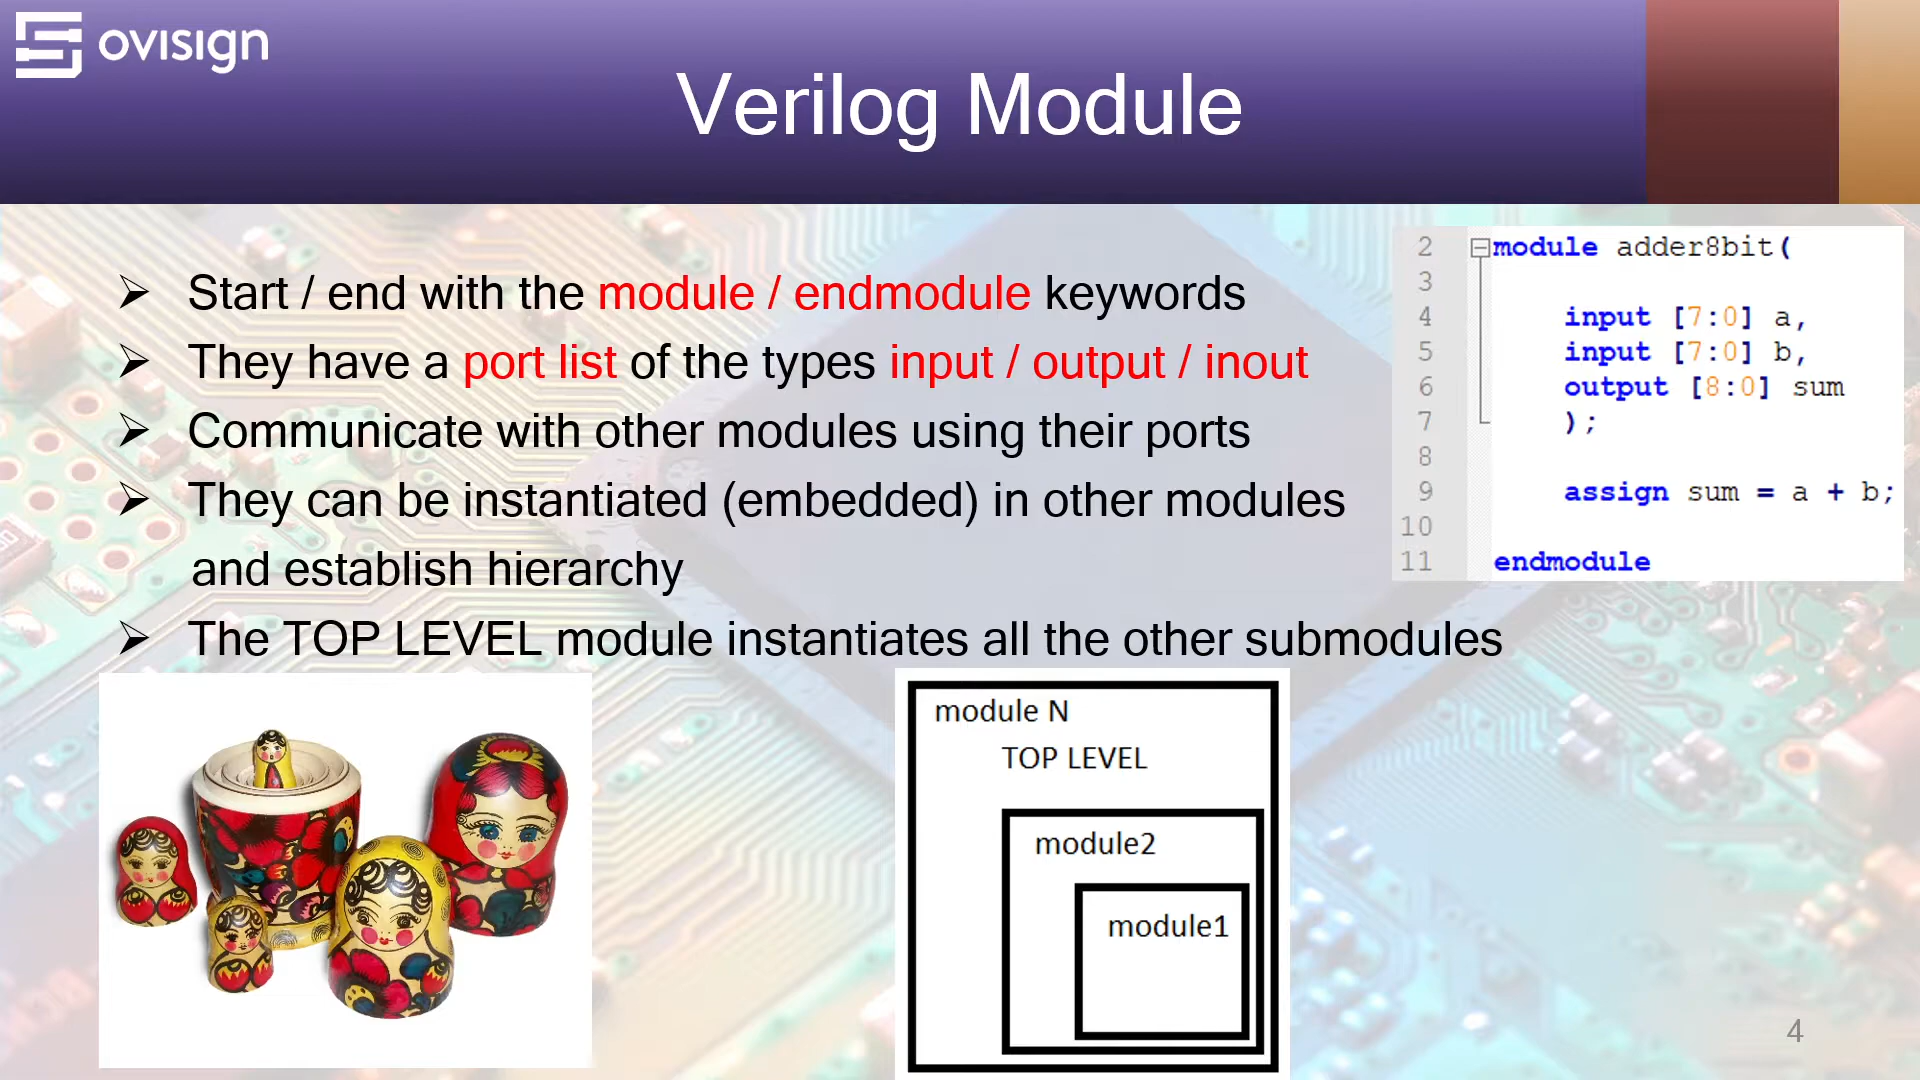 ovisign
Verilog Module
➢ Start / end with the module / endmodule keywords
➢ They have a port list of the types input / output / inout
➢ Communicate with other modules using their ports
➢ They can be instantiated (embedded) in other modules
and establish hierarchy
➢ The TOP LEVEL module instantiates all the other submodules
2 module adder8bit(
3
4 input [7:0] a,
5 input [7:0] b,
6 output [8:0] sum
7 );
8
9 assign sum = a + b;
10
11 endmodule
module N
TOP LEVEL
module2
module1
4